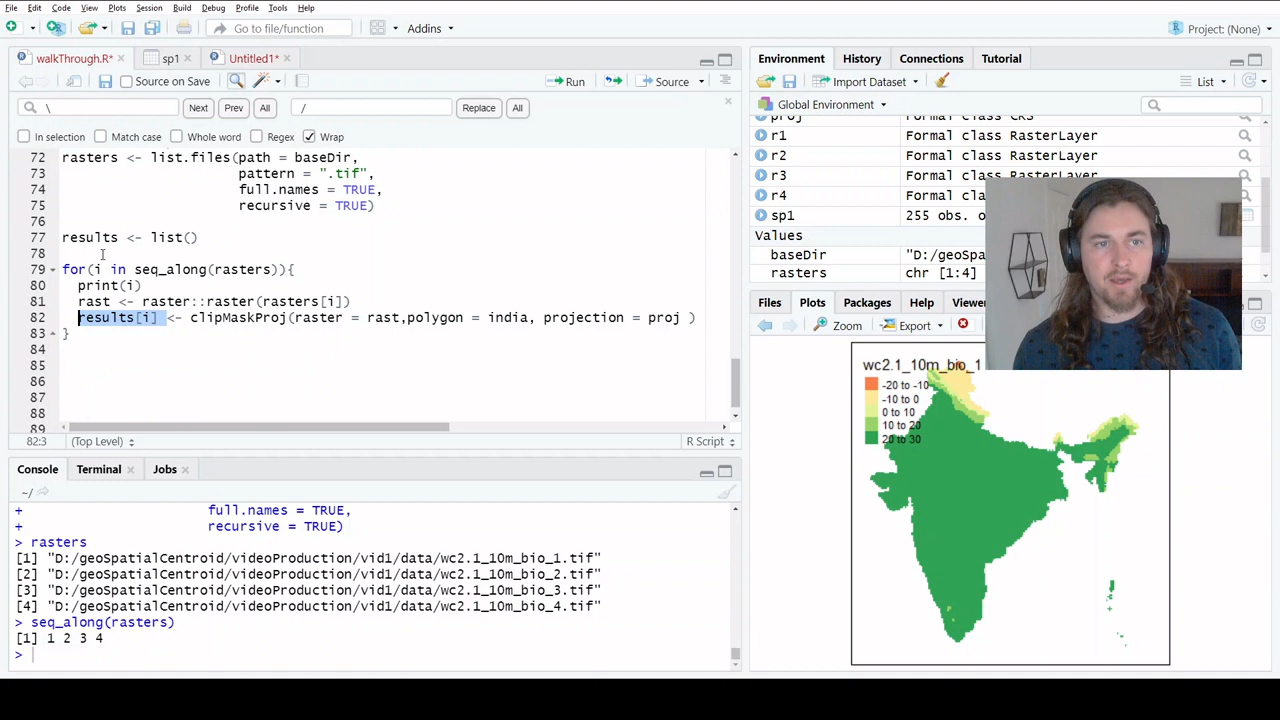 File Edit Code View Plots Session Build Debug Profile Tools Help
Go to file/function Addins Project: (None)
walkThrough.R* sp1 Untitled1*
Source on Save Run Source
\ Next Prev All / Replace All
In selection Match case Whole word Regex Wrap
72 rasters <- list.files(path = baseDir,
73 pattern = ".tif",
74 full.names = TRUE,
75 recursive = TRUE)
76
77 results <- list()
78
79 for(i in seq_along(rasters)){
80 print(i)
81 rast <- raster::raster(rasters[i])
82 results[i] <- clipMaskProj(raster = rast,polygon = india, projection = proj )
83 }
84
85
86
87
88
89
82:3 (Top Level) R Script
Console Terminal Jobs
~/
+ full.names = TRUE,
+ recursive = TRUE)
> rasters
[1] "D:/geoSpatialCentroid/videoProduction/vid1/data/wc2.1_10m_bio_1.tif"
[2] "D:/geoSpatialCentroid/videoProduction/vid1/data/wc2.1_10m_bio_2.tif"
[3] "D:/geoSpatialCentroid/videoProduction/vid1/data/wc2.1_10m_bio_3.tif"
[4] "D:/geoSpatialCentroid/videoProduction/vid1/data/wc2.1_10m_bio_4.tif"
> seq_along(rasters)
[1] 1 2 3 4
>
Environment History Connections Tutorial
Import Dataset List
Global Environment
proj Formal class CRS
r1 Formal class RasterLayer
r2 Formal class RasterLayer
r3 Formal class RasterLayer
r4 Formal class RasterLayer
sp1 255 obs. o
Values
baseDir "D:/geoSpa
rasters chr [1:4]
Files Plots Packages Help Viewe
Zoom Export
wc2.1_10m_bio_1
-20 to -10
-10 to 0
0 to 10
10 to 20
20 to 30